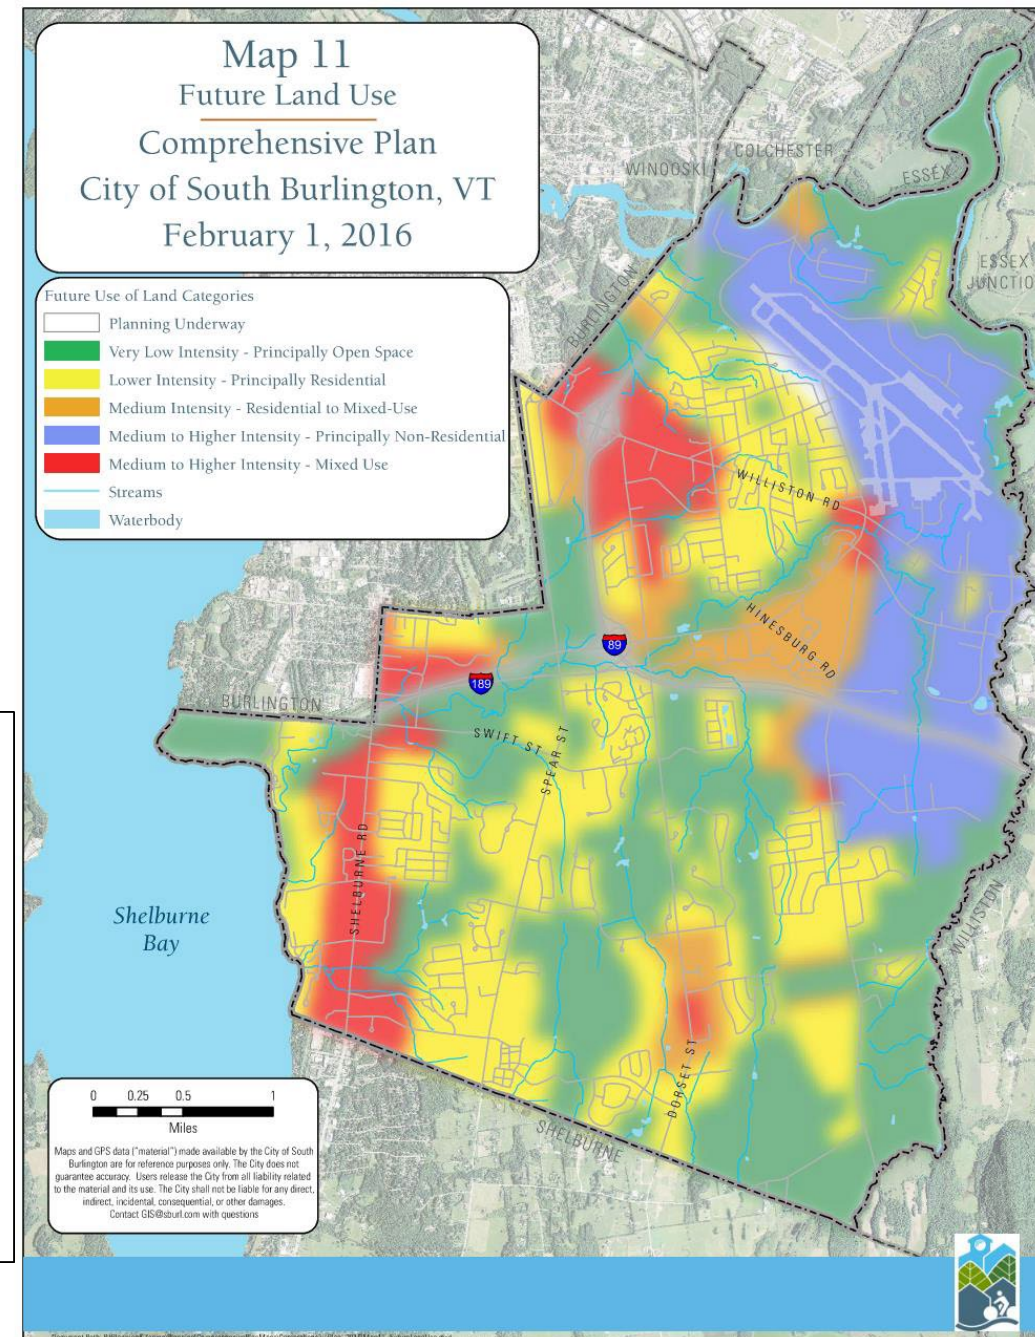 Map 11
Future Land Use
Comprehensive Plan
City of South Burlington, VT
February 1, 2016
Future Use of Land Categories
Planning Underway
Very Low Intensity - Principally Open Space
Lower Intensity - Principally Residential
Medium Intensity - Residential to Mixed-Use
Medium to Higher Intensity - Principally Non-Residential
Medium to Higher Intensity - Mixed Use
Streams
Waterbody
WINOOSKI
COLCHESTER
ESSEX
ESSEX
JUNCTIO
BURLINGTON
WILLISTON RD
HINESBURG RD
89
189
BURLINGTON
SWIFT ST
SPEAR ST
SHELBURNE RD
Shelburne
Bay
WILLISTON
DORSET ST
SHELBURNE
0 0.25 0.5 1
Miles
Maps and GPS data ("material") made available by the City of South
Burlington are for reference purposes only. The City does not
guarantee accuracy. Users release the City from all liability related
to the material and its use. The City shall not be liable for any direct,
indirect, incidental, consequential, or other damages.
Contact GIS@sburl.com with questions